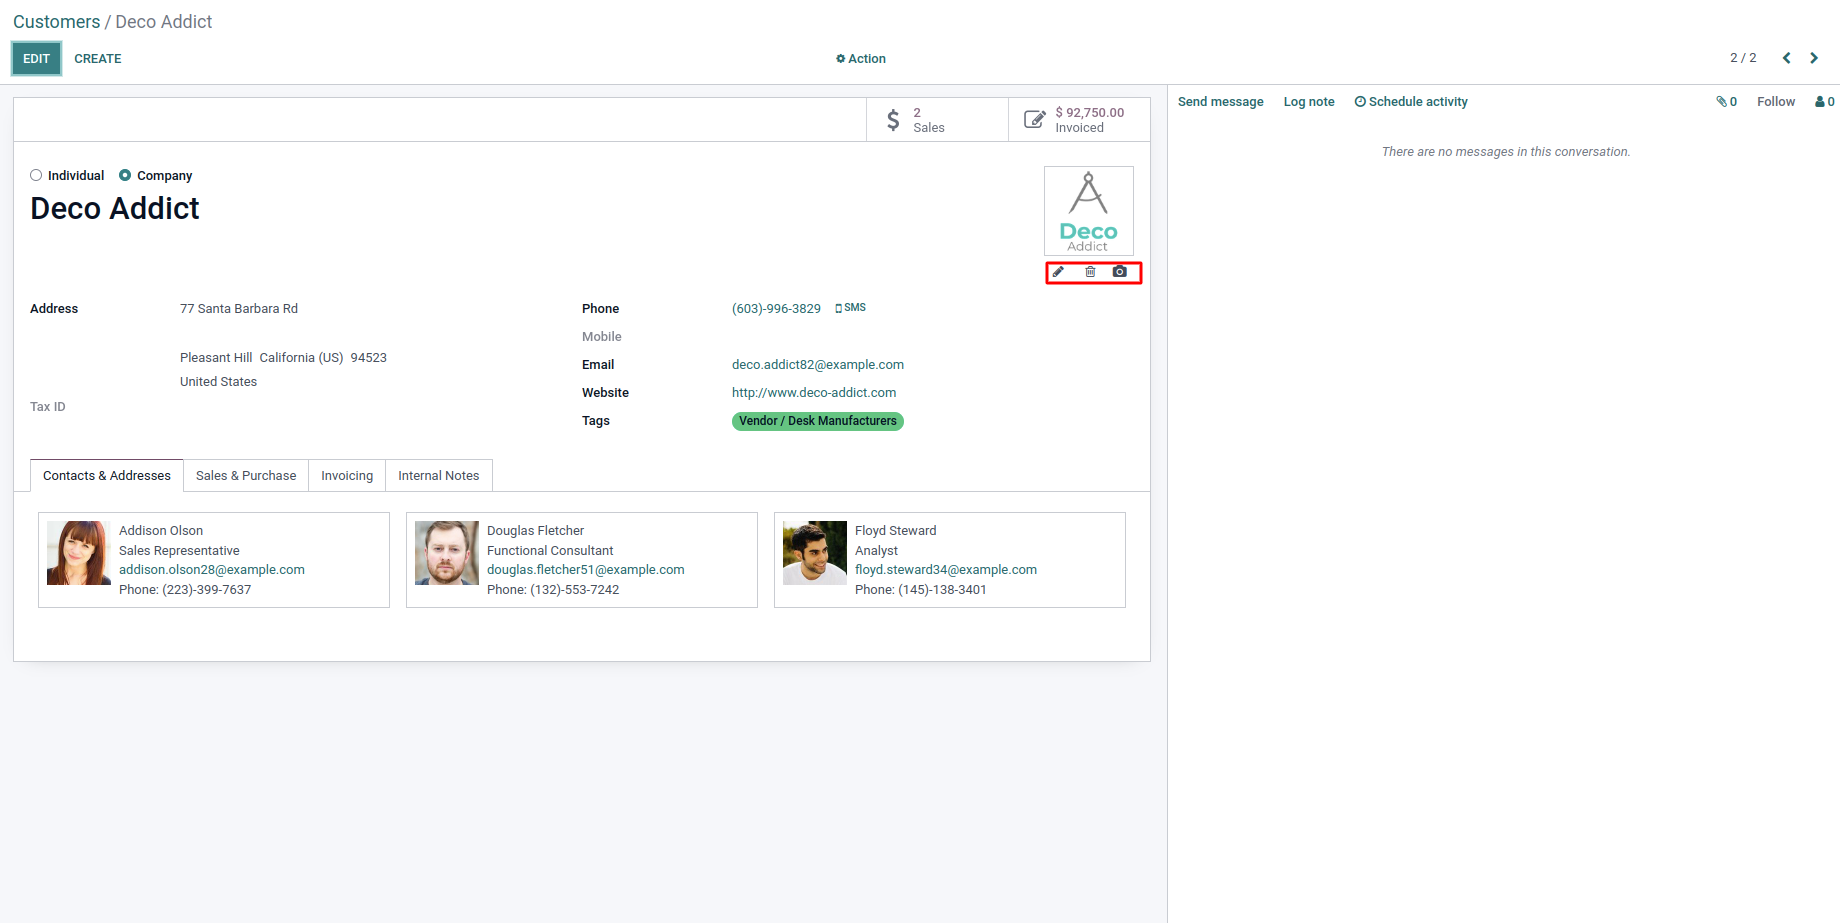 Customers / Deco Addict
EDIT CREATE Action 2 / 2
Send message Log note Schedule activity 0 Follow 0
There are no messages in this conversation.
2
Sales
$ 92,750.00
Invoiced
Individual Company
Deco Addict
Deco
Addict
Address 77 Santa Barbara Rd
Pleasant Hill California (US) 94523
United States
Tax ID
Phone (603)-996-3829 SMS
Mobile
Email deco.addict82@example.com
Website http://www.deco-addict.com
Tags Vendor / Desk Manufacturers
Contacts & Addresses Sales & Purchase Invoicing Internal Notes
Addison Olson
Sales Representative
addison.olson28@example.com
Phone: (223)-399-7637
Douglas Fletcher
Functional Consultant
douglas.fletcher51@example.com
Phone: (132)-553-7242
Floyd Steward
Analyst
floyd.steward34@example.com
Phone: (145)-138-3401